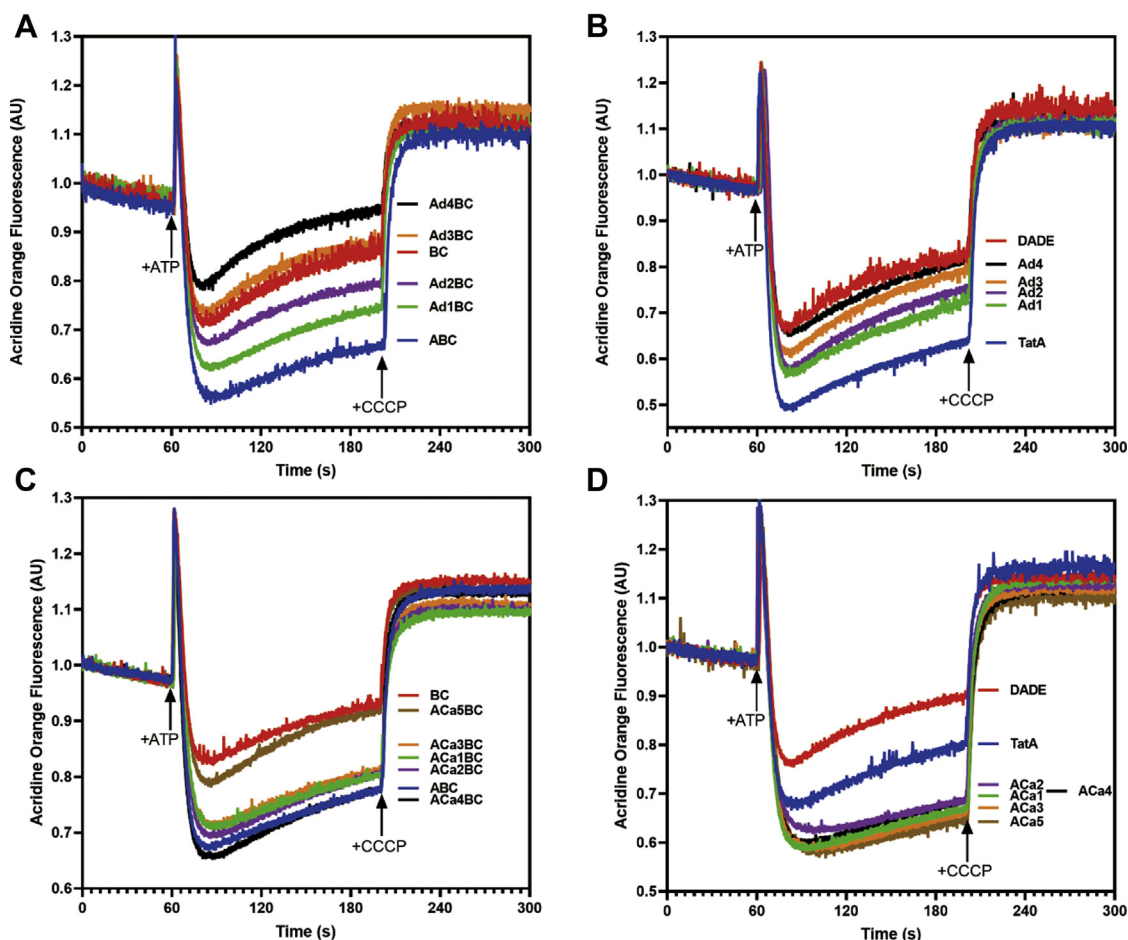 A
Acridine Orange Fluorescence (AU)
1.3
1.2
1.1
1.0
0.9
0.8
0.7
0.6
0.5
+ATP
+CCCP
Ad4BC
Ad3BC
BC
Ad2BC
Ad1BC
ABC
0 60 120 180 240 300
Time (s)
B
Acridine Orange Fluorescence (AU)
1.3
1.2
1.1
1.0
0.9
0.8
0.7
0.6
0.5
+ATP
+CCCP
DADE
Ad4
Ad3
Ad2
Ad1
TatA
0 60 120 180 240 300
Time (s)
C
Acridine Orange Fluorescence (AU)
1.3
1.2
1.1
1.0
0.9
0.8
0.7
0.6
+ATP
+CCCP
BC
ACa5BC
ACa3BC
ACa1BC
ACa2BC
ABC
ACa4BC
0 60 120 180 240 300
Time (s)
D
Acridine Orange Fluorescence (AU)
1.3
1.2
1.1
1.0
0.9
0.8
0.7
0.6
0.5
+ATP
+CCCP
DADE
TatA
ACa2
ACa1
ACa4
ACa3
ACa5
0 60 120 180 240 300
Time (s)